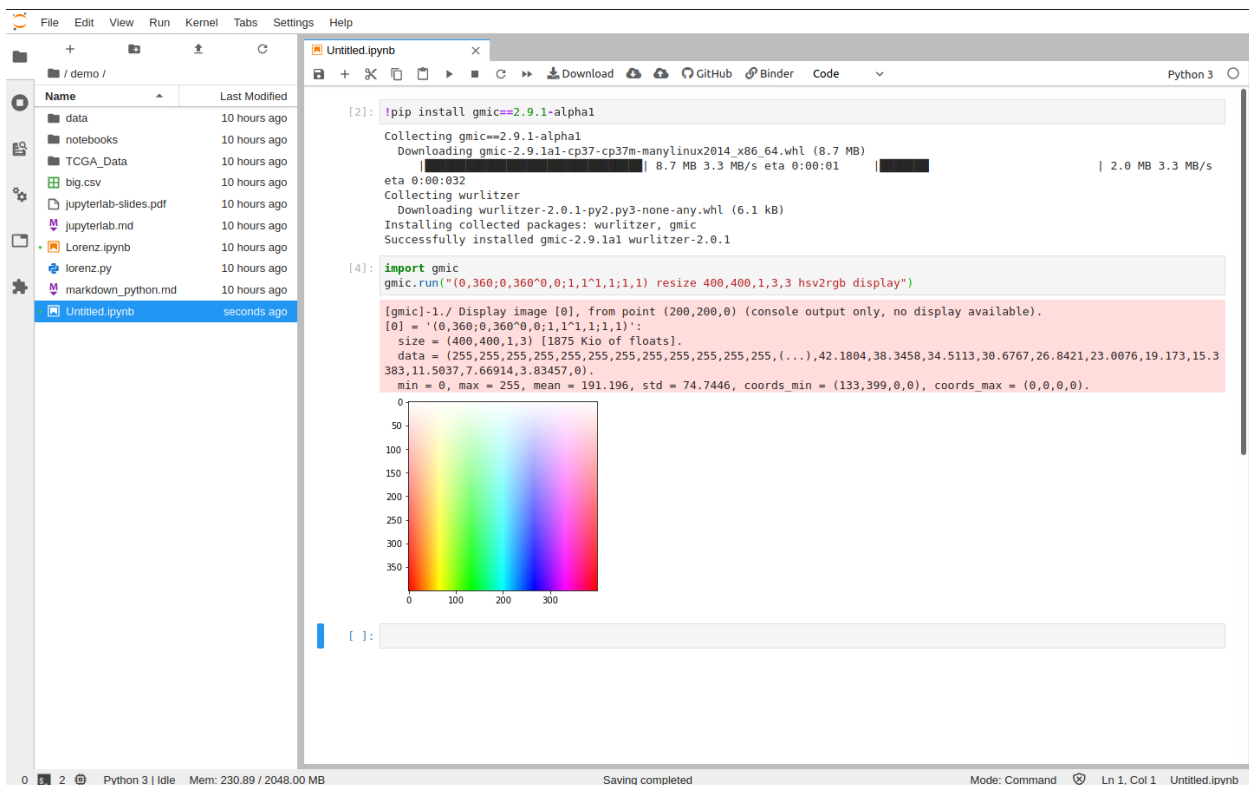 File Edit View Run Kernel Tabs Settings Help
/ demo /
Name Last Modified
data 10 hours ago
notebooks 10 hours ago
TCGA_Data 10 hours ago
big.csv 10 hours ago
jupyterlab-slides.pdf 10 hours ago
jupyterlab.md 10 hours ago
Lorenz.ipynb 10 hours ago
lorenz.py 10 hours ago
markdown_python.md 10 hours ago
Untitled.ipynb seconds ago
Untitled.ipynb
Download GitHub Binder Code Python 3
[2]: !pip install gmic==2.9.1-alpha1
Collecting gmic==2.9.1-alpha1
Downloading gmic-2.9.1a1-cp37-cp37m-manylinux2014_x86_64.whl (8.7 MB)
| | 8.7 MB 3.3 MB/s eta 0:00:01 | | 2.0 MB 3.3 MB/s
eta 0:00:032
Collecting wurlitzer
Downloading wurlitzer-2.0.1-py2.py3-none-any.whl (6.1 kB)
Installing collected packages: wurlitzer, gmic
Successfully installed gmic-2.9.1a1 wurlitzer-2.0.1
[4]: import gmic
gmic.run("(0,360;0,360^0,0;1,1^1,1;1,1) resize 400,400,1,3,3 hsv2rgb display")
[gmic]-1./ Display image [0], from point (200,200,0) (console output only, no display available).
[0] = '(0,360;0,360^0,0;1,1^1,1;1,1)':
size = (400,400,1,3) [1875 Kio of floats].
data = (255,255,255,255,255,255,255,255,255,255,255,255,(...),42.1804,38.3458,34.5113,30.6767,26.8421,23.0076,19.173,15.3
383,11.5037,7.66914,3.83457,0).
min = 0, max = 255, mean = 191.196, std = 74.7446, coords_min = (133,399,0,0), coords_max = (0,0,0,0).
0
50
100
150
200
250
300
350
0 100 200 300
[ ]:
0 2 Python 3 | Idle Mem: 230.89 / 2048.00 MB Saving completed Mode: Command Ln 1, Col 1 Untitled.ipynb